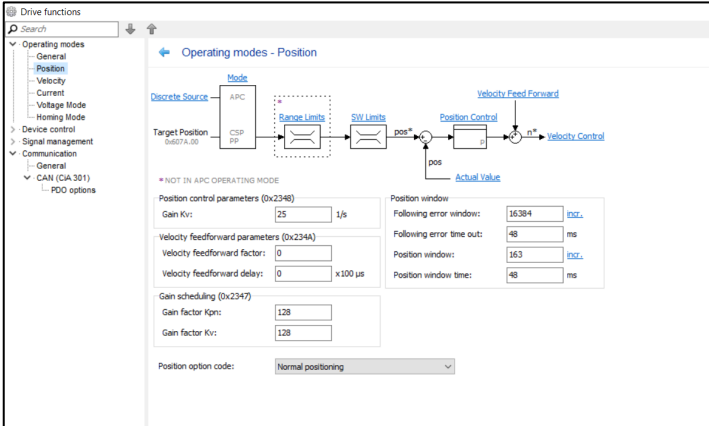 Drive functions
Search
Operating modes
General
Position
Velocity
Current
Voltage Mode
Homing Mode
Device control
Signal management
Communication
General
CAN (CiA 301)
PDO options
Operating modes - Position
Mode
Discrete Source
APC
Velocity Feed Forward
*
Range Limits
SW Limits
Position Control
Target Position
0x607A.00
CSP
PP
pos*
P
n*
Velocity Control
pos
Actual Value
* NOT IN APC OPERATING MODE
Position control parameters (0x2348)
Gain Kv: 25 1/s
Velocity feedforward parameters (0x234A)
Velocity feedforward factor: 0
Velocity feedforward delay: 0 x100 µs
Gain scheduling (0x2347)
Gain factor Kpn: 128
Gain factor Kv: 128
Position option code: Normal positioning
Position window
Following error window: 16384 incr.
Following error time out: 48 ms
Position window: 163 incr.
Position window time: 48 ms